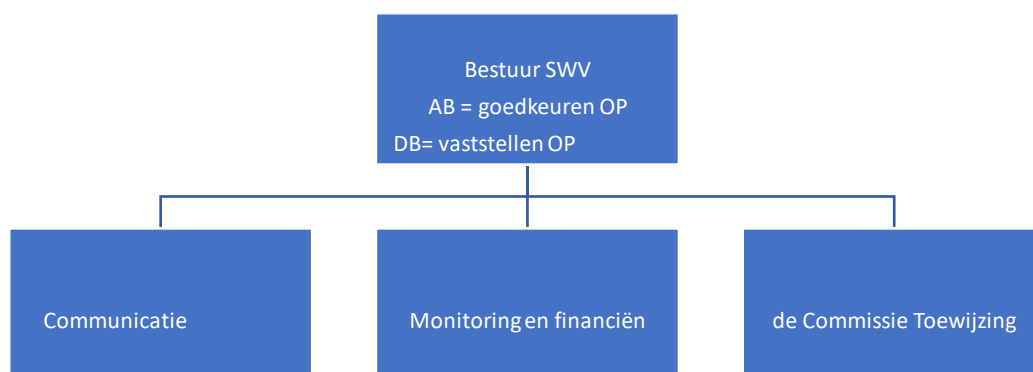 Bestuur SWV
AB = goedkeuren OP
DB= vaststellen OP
Communicatie
Monitoring en financiën
de Commissie Toewijzing